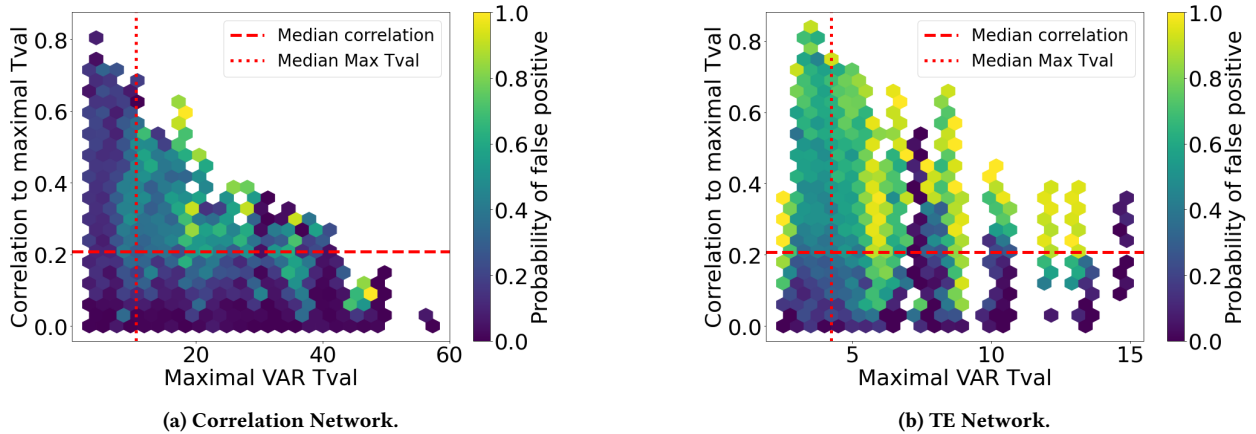 Correlation to maximal Tval
0.8
0.6
0.4
0.2
0.0
20
40
60
Maximal VAR Tval
Median correlation
Median Max Tval
1.0
0.8
0.6
0.4
0.2
0.0
Probability of false positive
(a) Correlation Network.
Correlation to maximal Tval
0.8
0.6
0.4
0.2
0.0
5
10
15
Maximal VAR Tval
Median correlation
Median Max Tval
1.0
0.8
0.6
0.4
0.2
0.0
Probability of false positive
(b) TE Network.